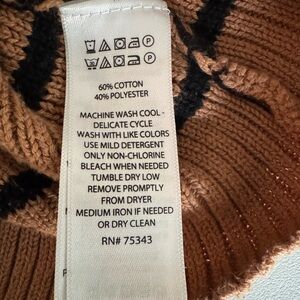 60% COTTON
40% POLYESTER
MACHINE WASH COOL -
DELICATE CYCLE
WASH WITH LIKE COLORS
USE MILD DETERGENT
ONLY NON-CHLORINE
BLEACH WHEN NEEDED
TUMBLE DRY LOW
REMOVE PROMPTLY
FROM DRYER
MEDIUM IRON IF NEEDED
OR DRY CLEAN
RN# 75343